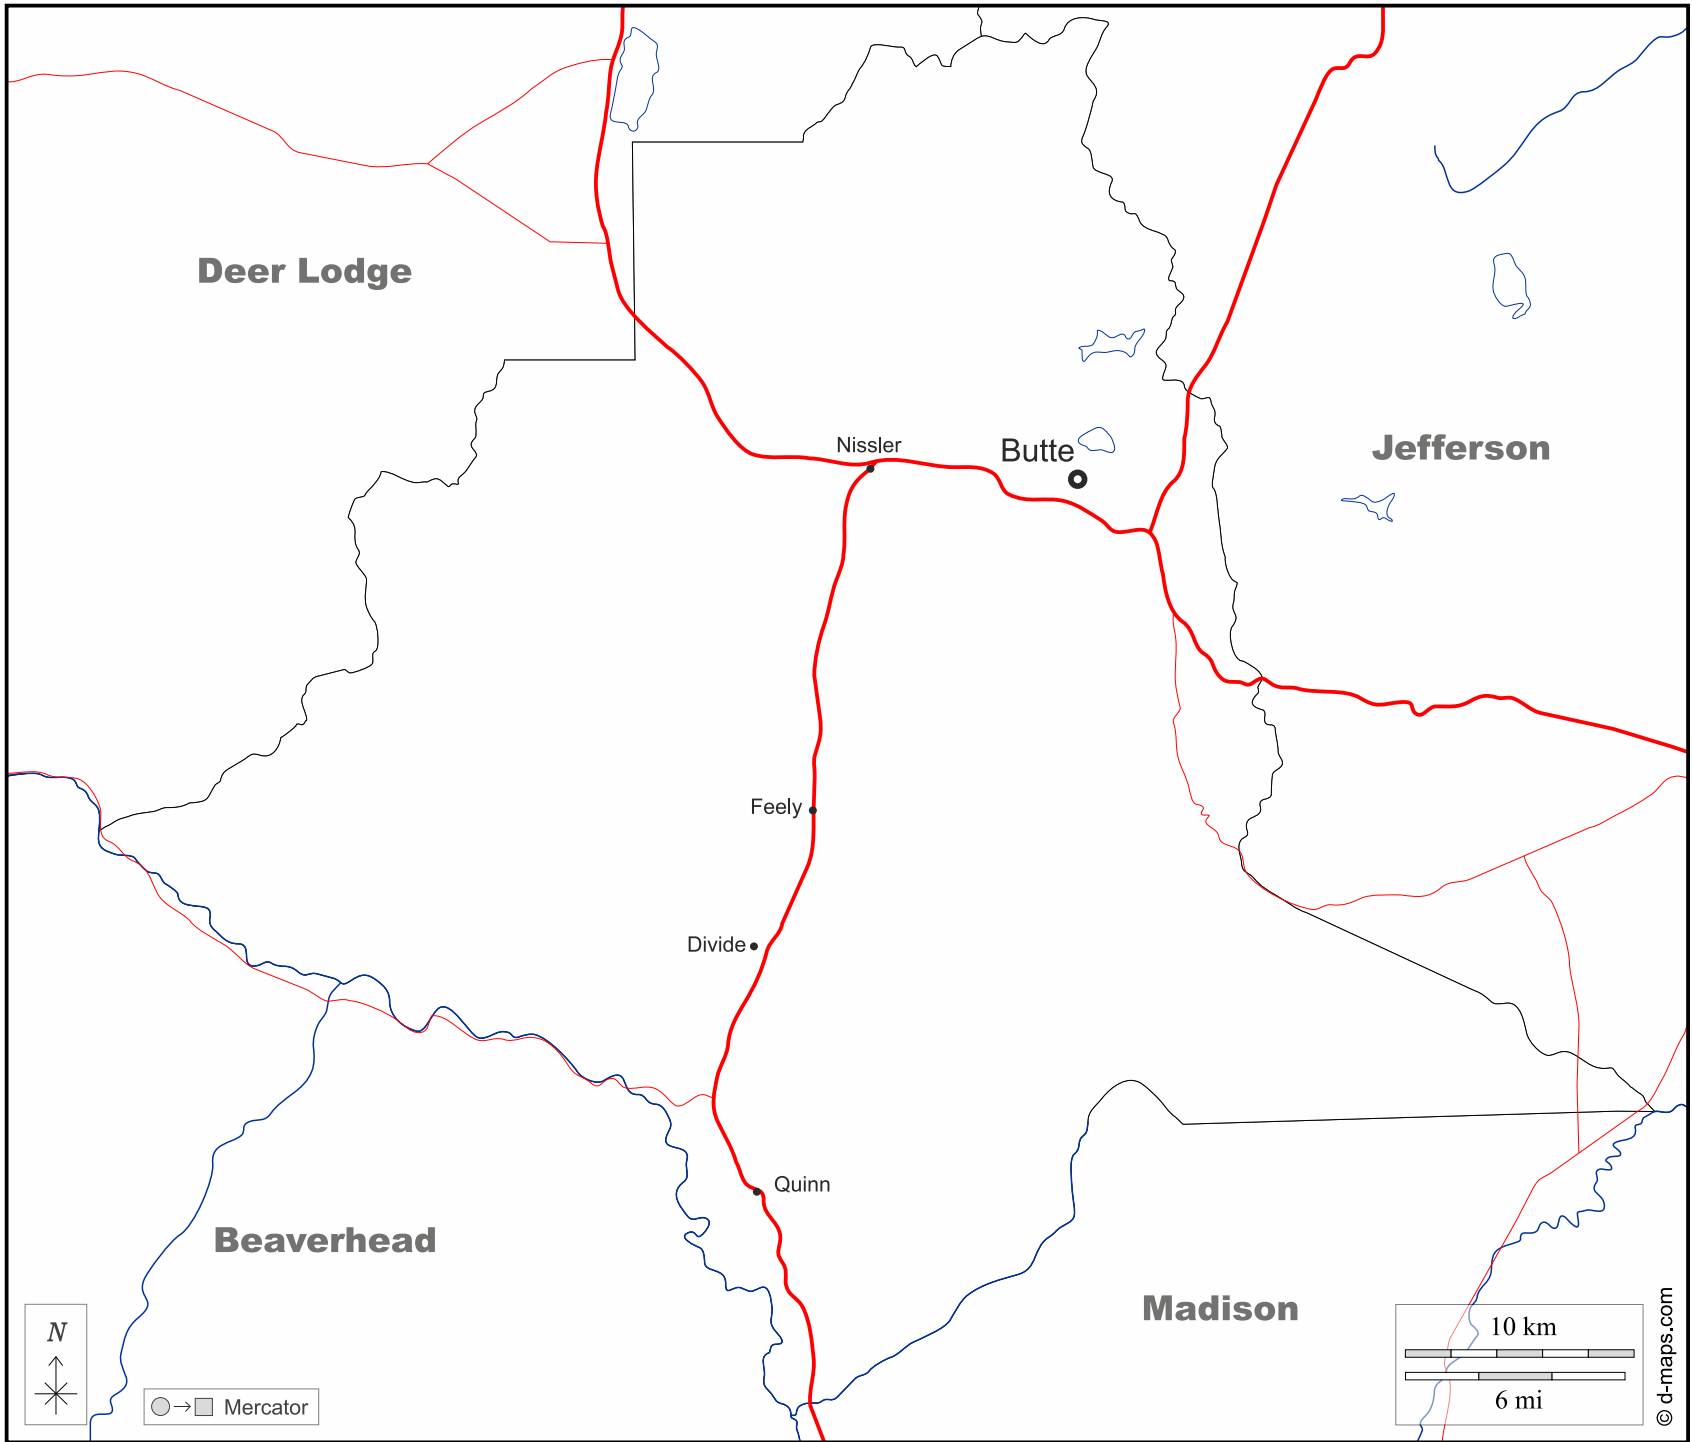 Deer Lodge
Nissler
Butte
Jefferson
Feely
Divide
Quinn
Beaverhead
Madison
N
Mercator
10 km
6 mi
© d-maps.com